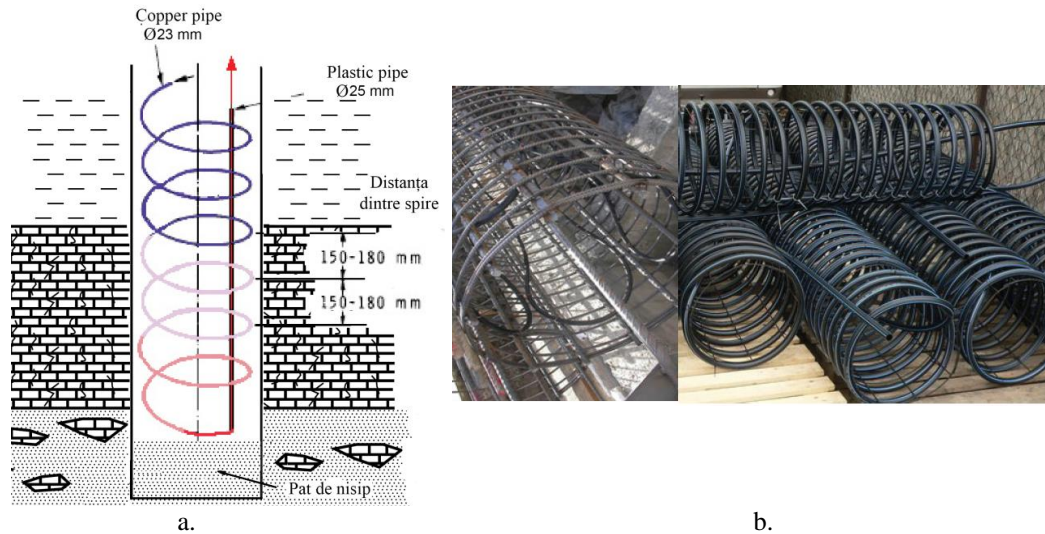 Copper pipe
Ø23 mm
Plastic pipe
Ø25 mm
Distanța
dintre spire
150-180 mm
150-180 mm
Pat de nisip
a.
b.